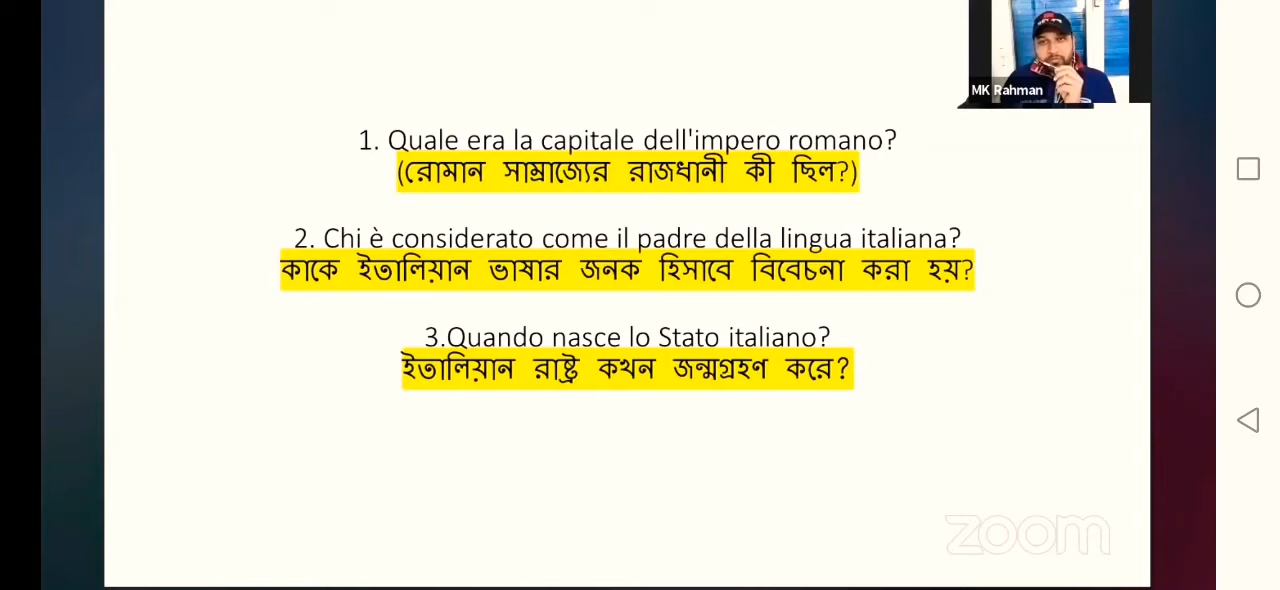 MK Rahman
1. Quale era la capitale dell'impero romano?
(রোমান সাম্রাজ্যের রাজধানী কী ছিল?)
2. Chi è considerato come il padre della lingua italiana?
কাকে ইতালিয়ান ভাষার জনক হিসাবে বিবেচনা করা হয়?
3.Quando nasce lo Stato italiano?
ইতালিয়ান রাষ্ট্র কখন জন্মগ্রহণ করে?
zoom